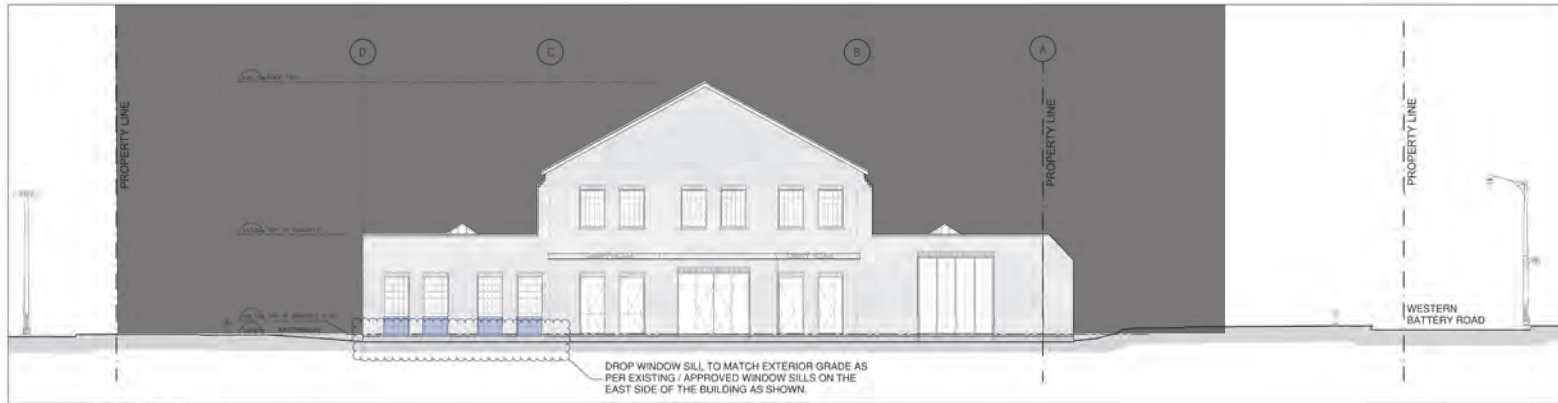 D
C
B
A
PROPERTY LINE
PROPERTY LINE
PROPERTY LINE
WESTERN
BATTERY ROAD
DROP WINDOW SILL TO MATCH EXTERIOR GRADE AS
PER EXISTING / APPROVED WINDOW SILLS ON THE
EAST SIDE OF THE BUILDING AS SHOWN.